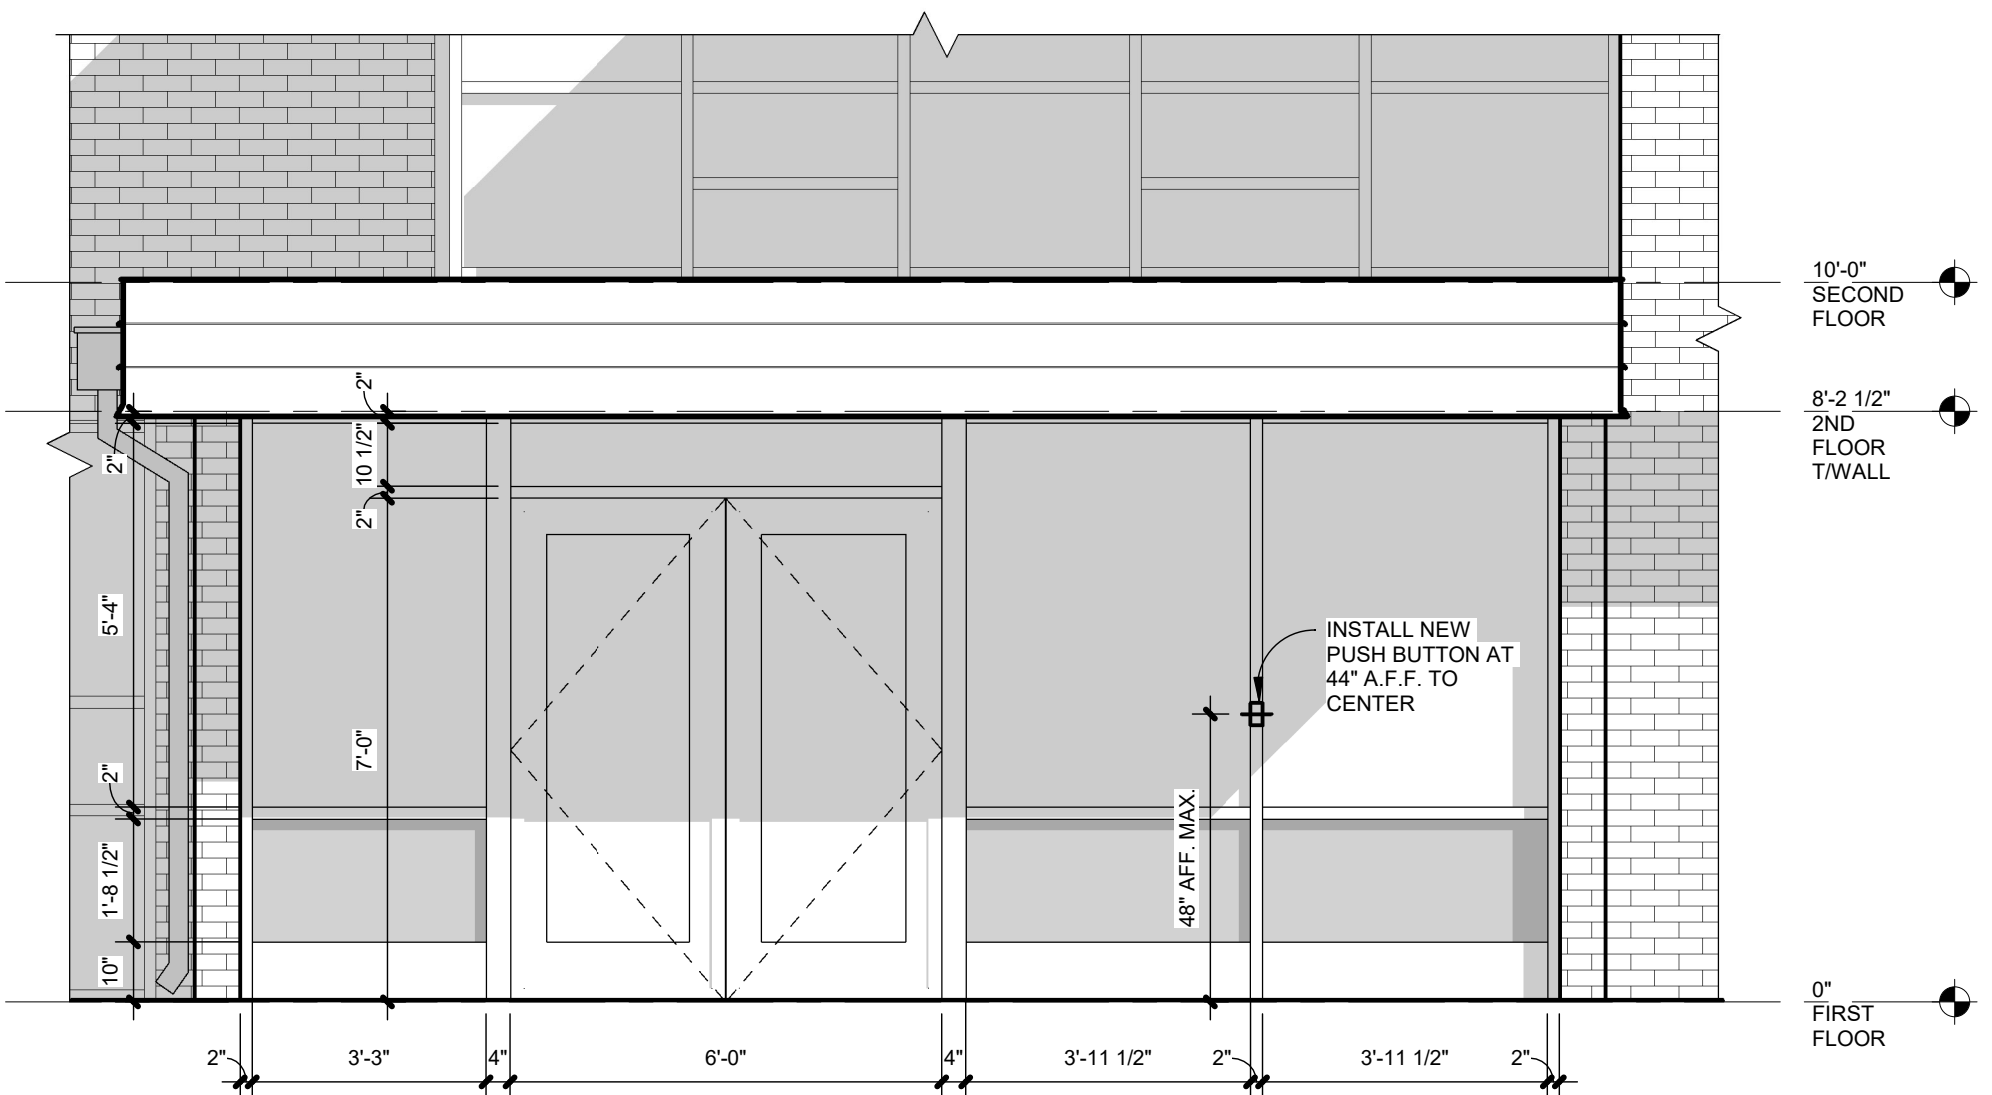 10'-0"
SECOND
FLOOR
8'-2 1/2"
2ND
FLOOR
T/WALL
2"
10 1/2"
2"
2"
5'-4"
7'-0"
2"
1'-8 1/2"
10"
INSTALL NEW
PUSH BUTTON AT
44" A.F.F. TO
CENTER
48" AFF. MAX.
0"
FIRST
FLOOR
2" 3'-3" 4" 6'-0" 4" 3'-11 1/2" 2" 3'-11 1/2" 2"